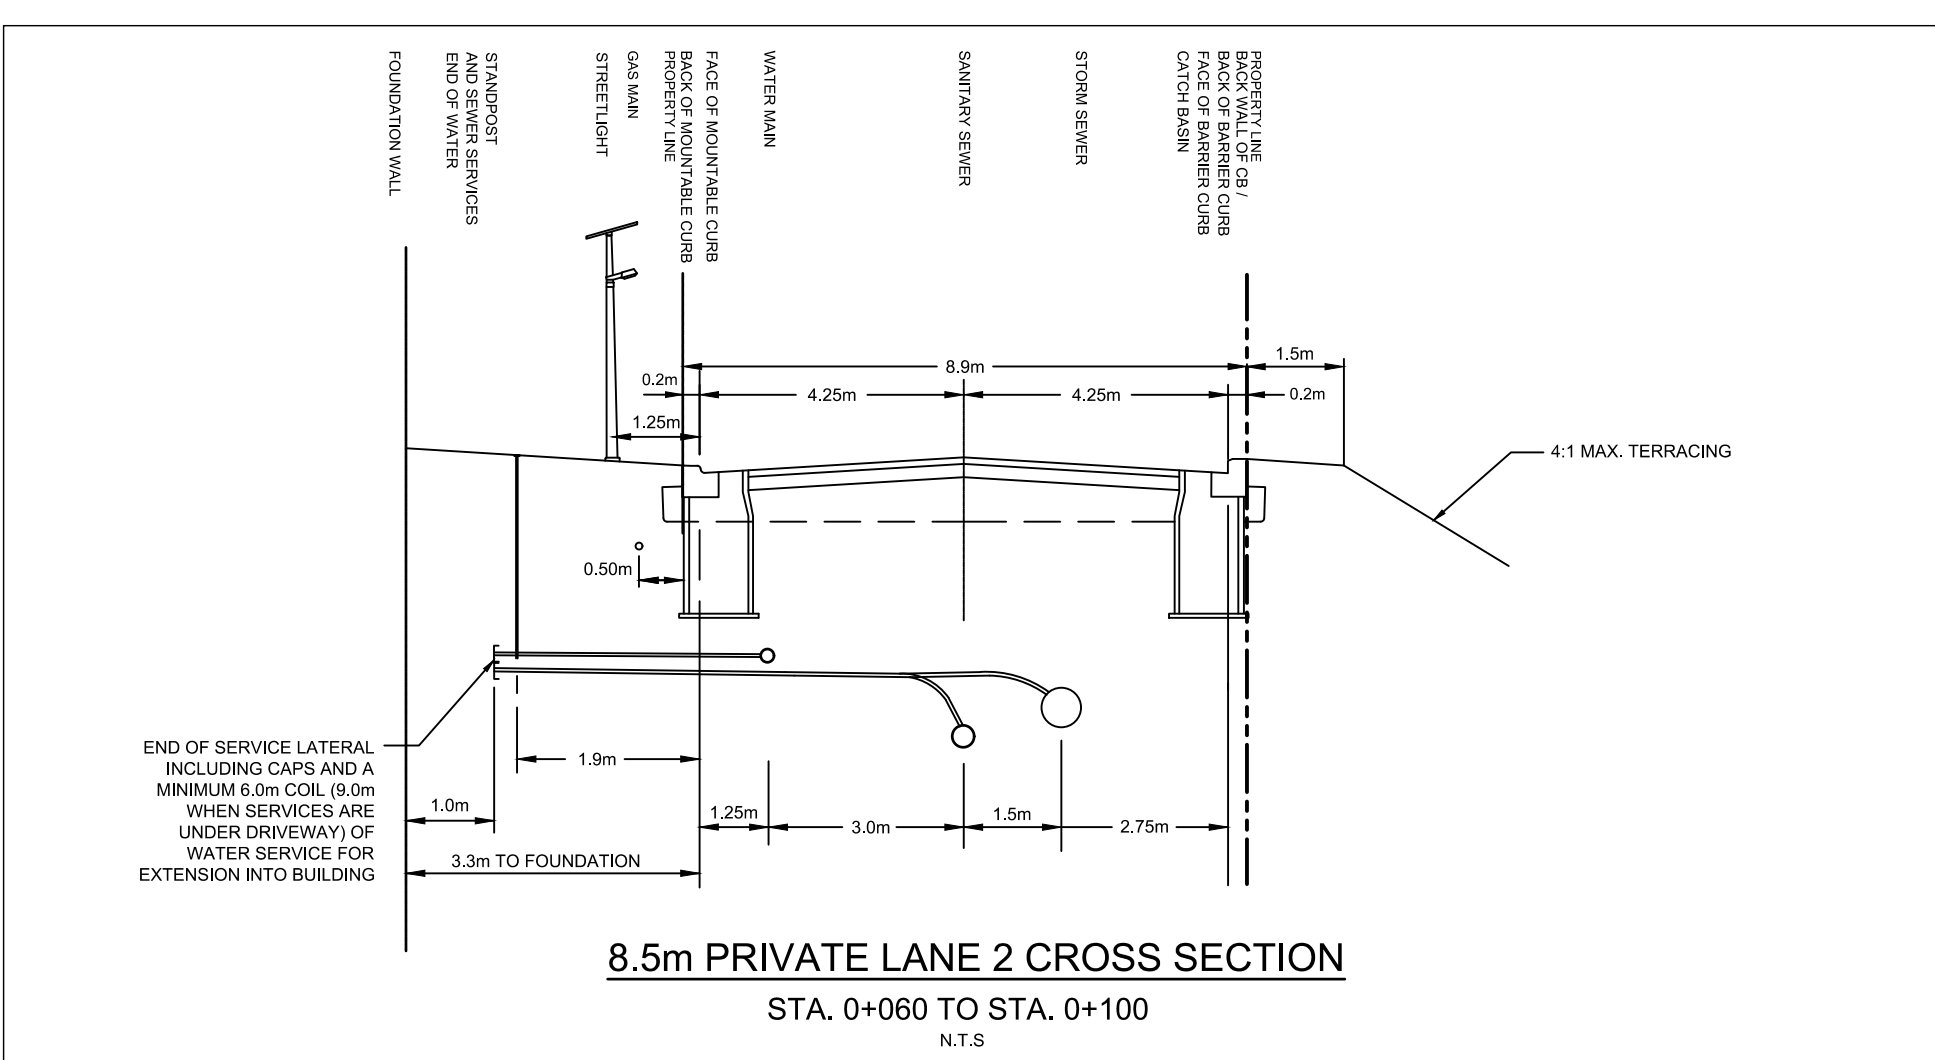 FOUNDATION WALL
STANDPOST
AND SEWER SERVICES
END OF WATER
STREETLIGHT
GAS MAIN
PROPERTY LINE
BACK OF MOUNTABLE CURB
FACE OF MOUNTABLE CURB
WATER MAIN
SANITARY SEWER
STORM SEWER
CATCH BASIN
FACE OF BARRIER CURB
BACK OF BARRIER CURB
BACK WALL OF CB /
PROPERTY LINE
8.9m
1.5m
0.2m
4.25m
4.25m
0.2m
1.25m
4:1 MAX. TERRACING
0.50m
END OF SERVICE LATERAL
INCLUDING CAPS AND A
MINIMUM 6.0m COIL (9.0m
WHEN SERVICES ARE
UNDER DRIVEWAY) OF
WATER SERVICE FOR
EXTENSION INTO BUILDING
1.9m
1.0m
1.25m
3.0m
1.5m
2.75m
3.3m TO FOUNDATION
8.5m PRIVATE LANE 2 CROSS SECTION
STA. 0+060 TO STA. 0+100
N.T.S